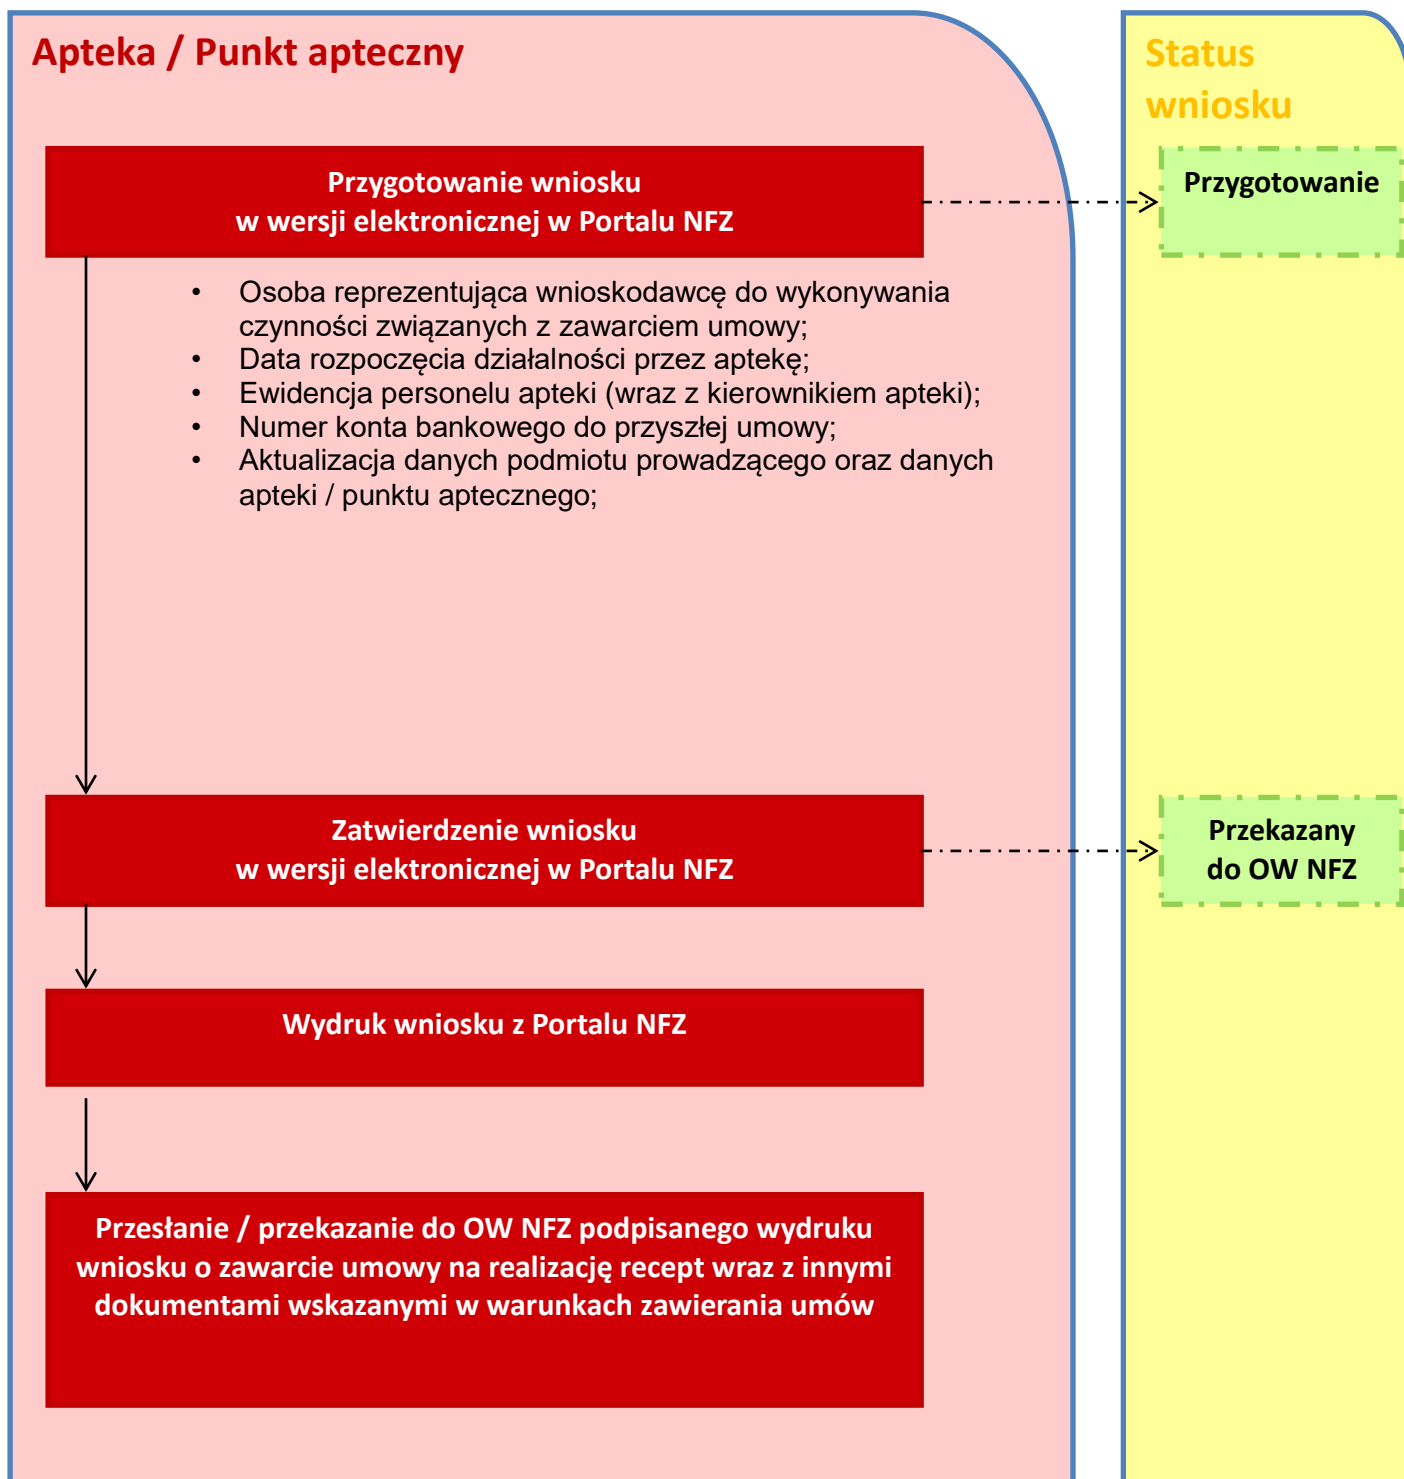 Apteka / Punkt apteczny
Status
wniosku
Przygotowanie wniosku
w wersji elektronicznej w Portalu NFZ
Przygotowanie
• Osoba reprezentująca wnioskodawcę do wykonywania
czynności związanych z zawarciem umowy;
• Data rozpoczęcia działalności przez aptekę;
• Ewidencja personelu apteki (wraz z kierownikiem apteki);
• Numer konta bankowego do przyszłej umowy;
• Aktualizacja danych podmiotu prowadzącego oraz danych
apteki / punktu aptecznego;
Zatwierdzenie wniosku
w wersji elektronicznej w Portalu NFZ
Przekazany
do OW NFZ
Wydruk wniosku z Portalu NFZ
Przesłanie / przekazanie do OW NFZ podpisanego wydruku
wniosku o zawarcie umowy na realizację recept wraz z innymi
dokumentami wskazanymi w warunkach zawierania umów